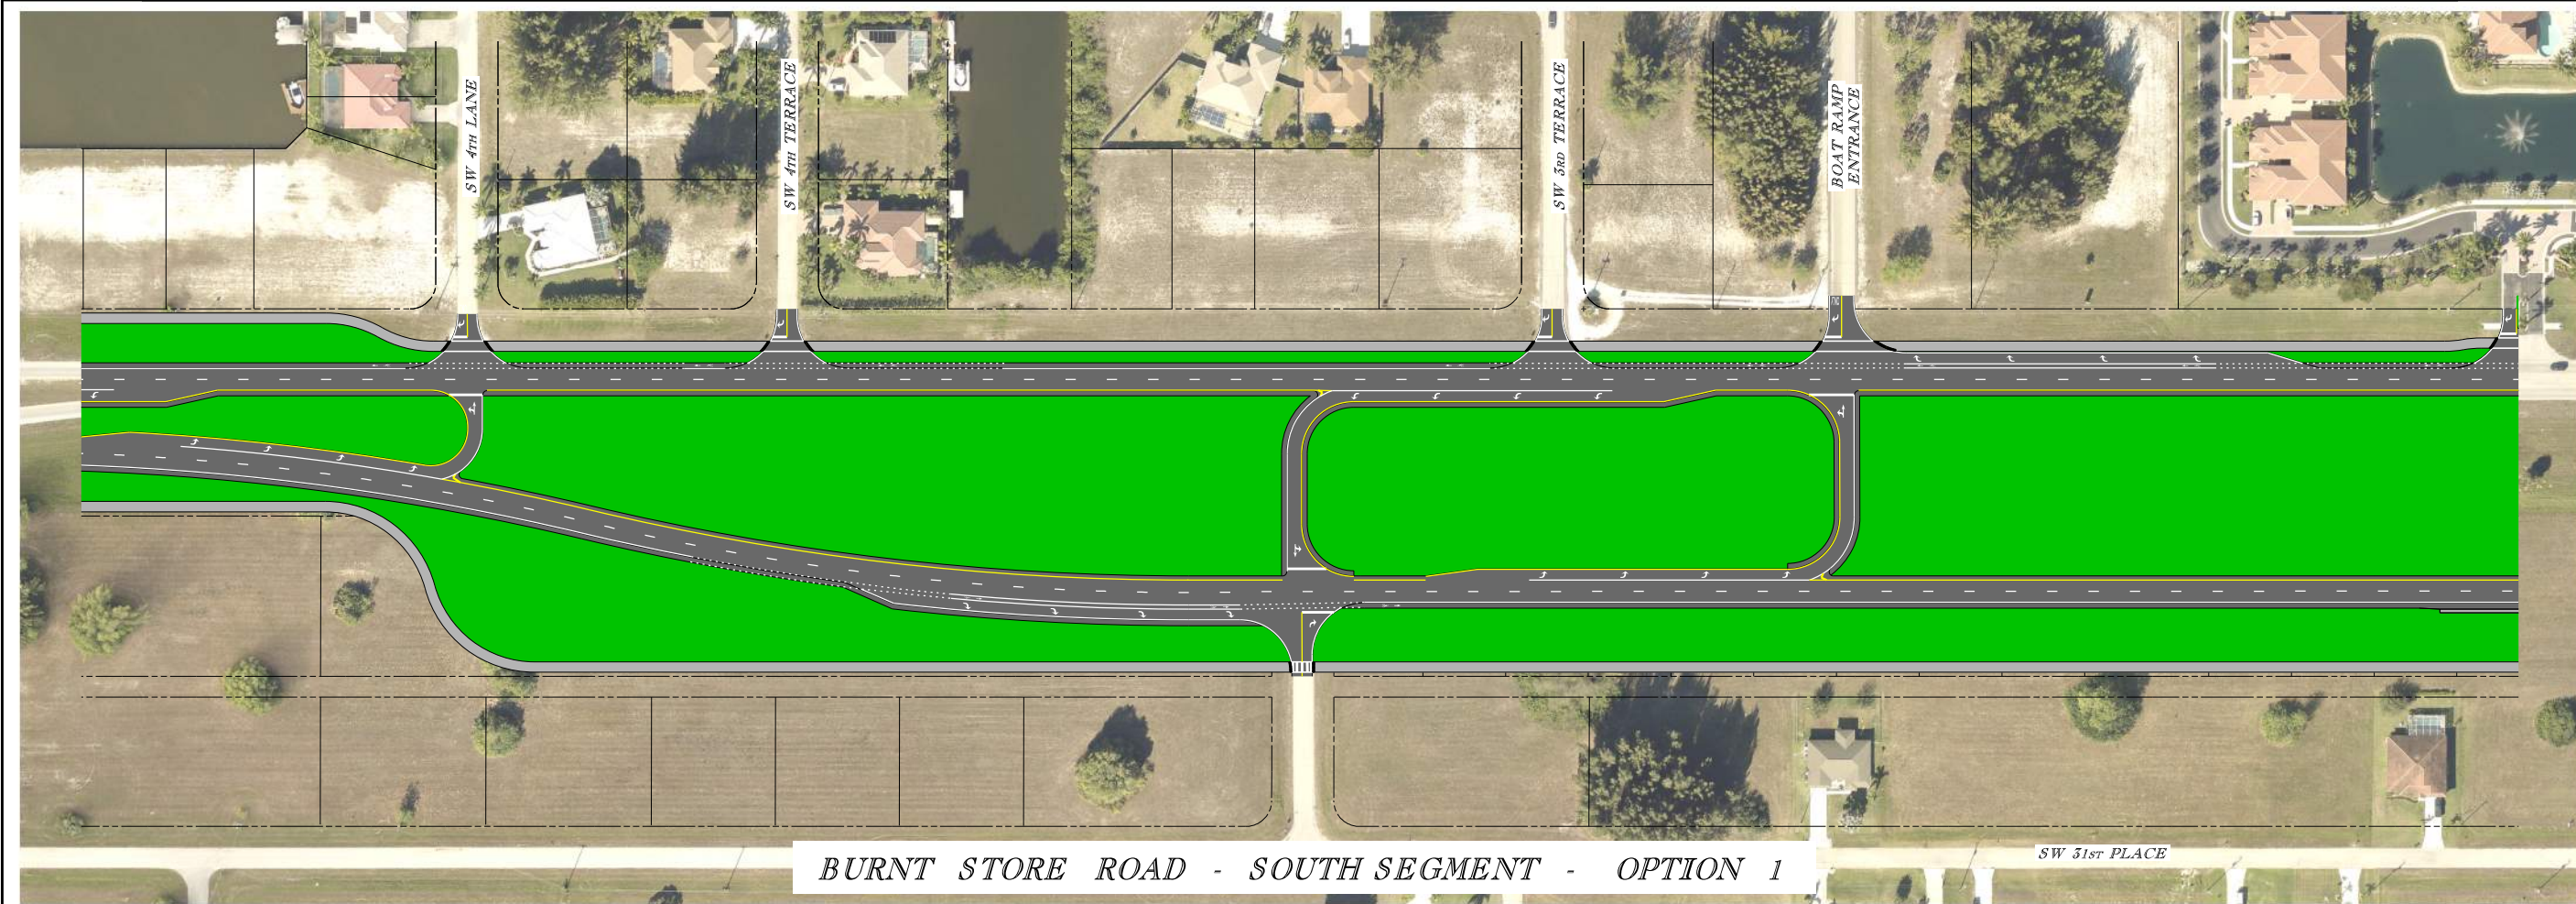 SW 4TH LANE
SW 4TH TERRACE
SW 3RD TERRACE
BOAT RAMP
ENTRANCE
SW 31ST PLACE
BURNT STORE ROAD - SOUTH SEGMENT - OPTION 1